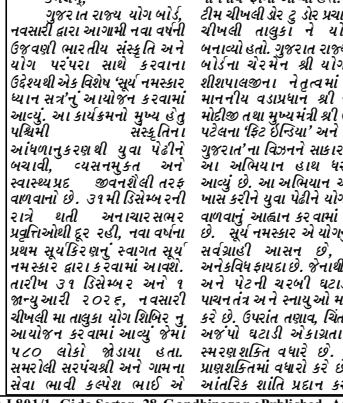 ગુજરાત રાજ્ય યોગ બોર્ડ,
નવસારી દ્વારા આગામી નવા વર્ષની
ઉજવણી ભારતીય સંસ્કૃતિ અને
યોગ પરંપરા સાથે કરવાના
ઉદ્દેશ્યથી એક વિશેષ 'સૂર્ય નમસ્કાર
ધ્યાન સત્ર'નું આયોજન કરવામાં
આવ્યું. આ કાર્યક્રમનો મુખ્ય હેતુ
પશ્ચિમી સંસ્કૃતિના
આંધળાનુકરણથી યુવા પેઢીને
બચાવી, વ્યસનમુક્ત અને
સ્વાસ્થ્યપ્રદ જીવનશૈલી તરફ
વાળવાનો છે. ૩૧મી ડિસેમ્બરની
રાત્રે થતી અનાચારસભર
પ્રવૃત્તિઓથી દૂર રહી, નવા વર્ષના
પ્રથમ સૂર્યકિરણનું સ્વાગત સૂર્ય
નમસ્કાર દ્વારા કરવામાં આવશે.
તારીખ ૩૧ ડિસેમ્બર અને ૧
જાન્યુઆરી ૨૦૨૬, નવસારી
ચીખલી મા તાલુકા યોગ શિબિર નુ
આયોજન કરવામાં આવ્યું જેમાં
૫૮૦ લોકો જોડાયા હતા.
સમરોલી સરપંચશ્રી અને ગામના
સેવા ભાવી કલ્પેશ ભાઈ એ
ટીમ ચીખલી ડોર ટુ ડોર પ્રચા
ચીખલી તાલુકા ને યો
બનાવ્યો હતો. ગુજરાત રાજ્ય
બોર્ડના ચેરમેન શ્રી યોગ
શીશપાલજીના નેતૃત્વમાં
માનનીય વડાપ્રધાન શ્રી
મોદીજી તથા મુખ્યમંત્રી શ્રી
પટેલના 'ફિટ ઇન્ડિયા' અને
ગુજરાત'ના વિઝનને સાકાર
આ અભિયાન હાથ ધર
આવ્યું છે. આ અભિયાન અ
ખાસ કરીને યુવા પેઢીને યોગ
વાળવાનું આહ્વાન કરવામાં
છે. સૂર્ય નમસ્કાર એ યોગન
સર્વગ્રાહી આસન છે,
અનેકવિધ ફાયદા છે. જેનાથી
અને પેટની ચરબી ઘટાડ
પાચનતંત્ર અને સ્નાયુઓ મ
કરે છે. ઉપરાંત તણાવ, ચિંત
અજંપો ઘટાડી એકાગ્રતા
સ્મરણશક્તિ વધારે છે.
પ્રાણશક્તિમાં વધારો કરે છે
આંતરિક શાંતિ પ્રદાન કર